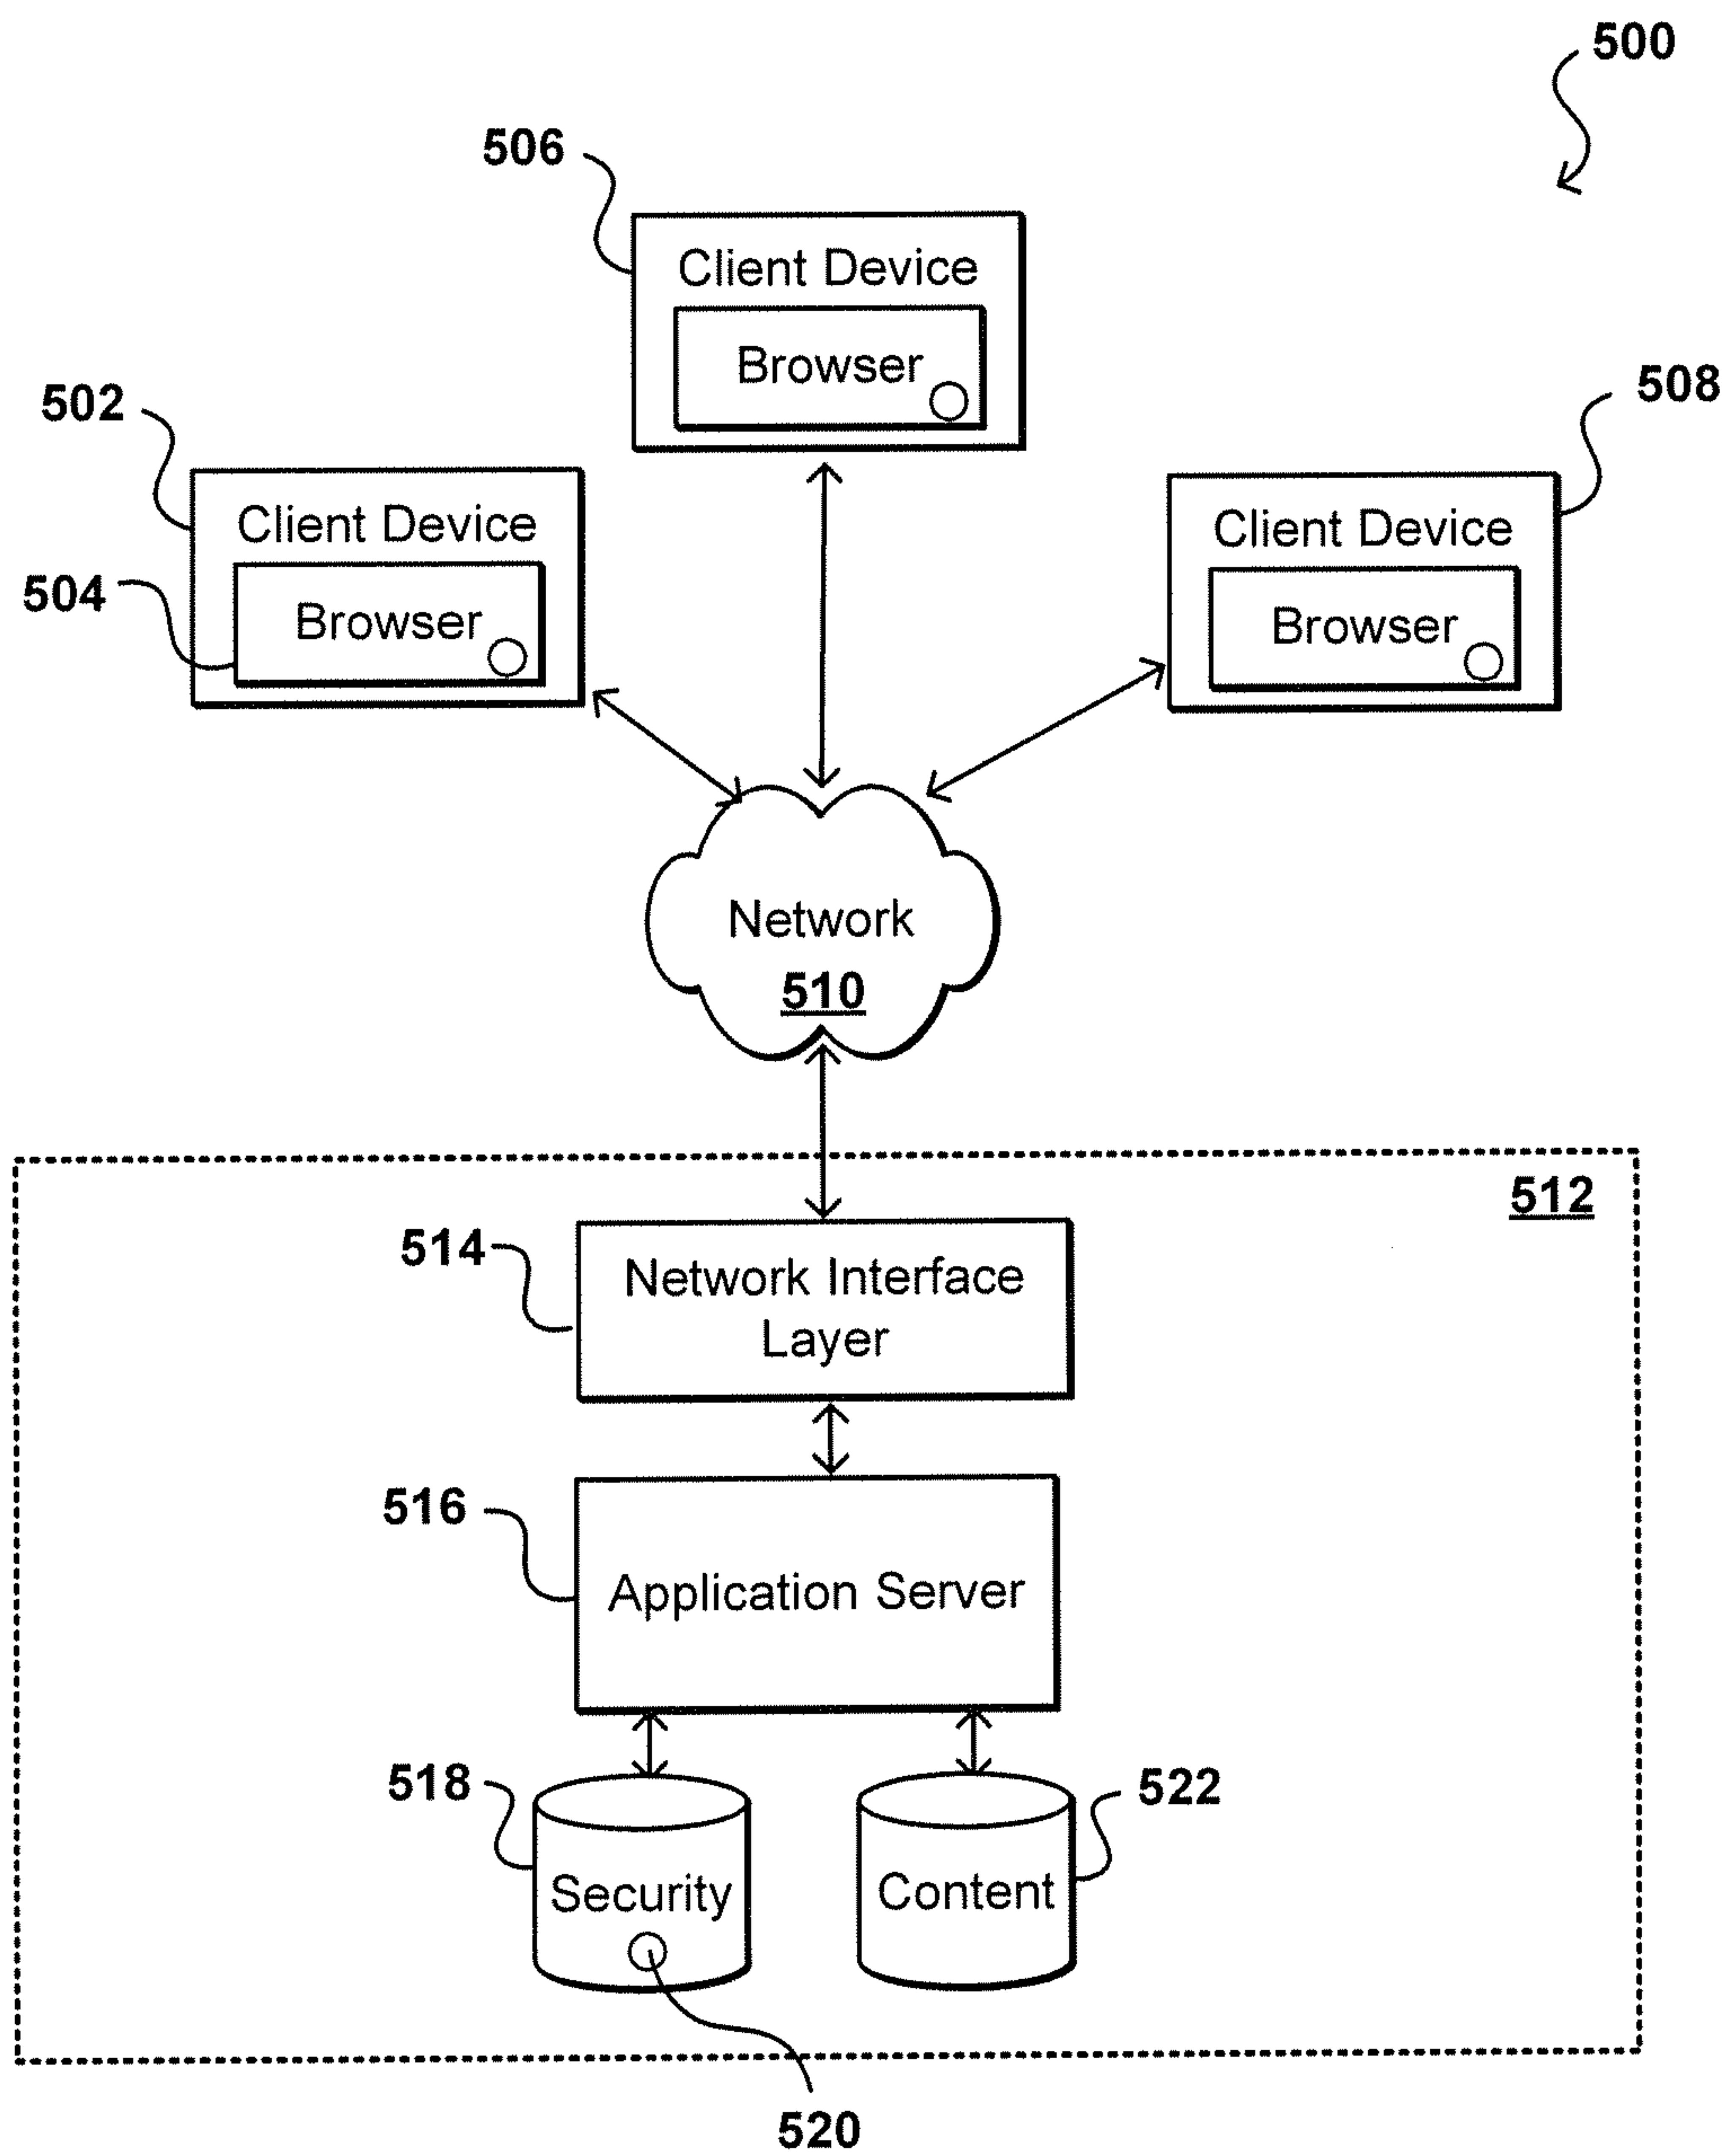 500
506
Client Device
Browser
502
Client Device
504
Browser
508
Client Device
Browser
Network
510
512
514
Network Interface
Layer
516
Application Server
518
Security
522
Content
520